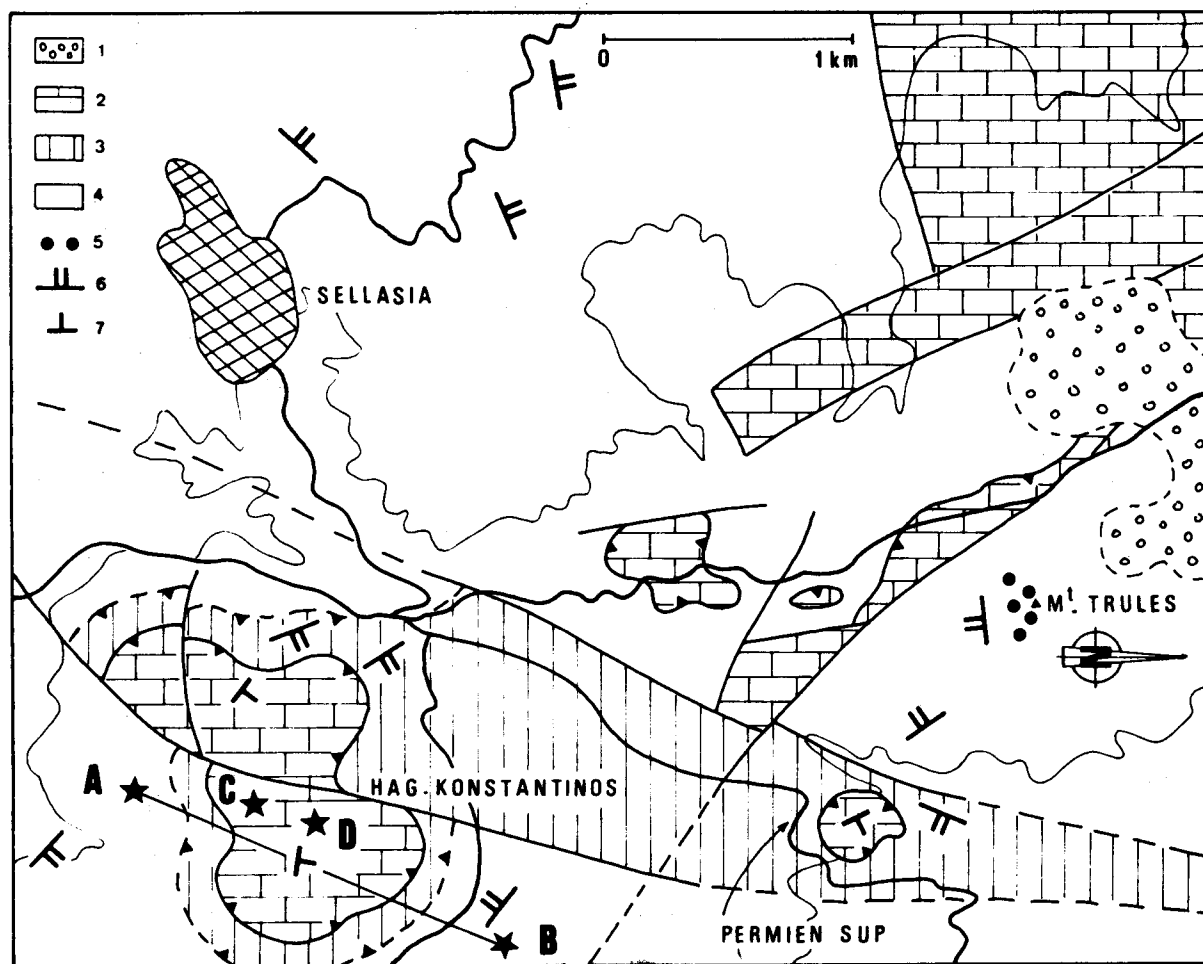 1
2
3
4
5
6
7
0 1 km
SELLASIA
Mt. TRULES
N
A
C
D
HAG. KONSTANTINOS
B
PERMIEN SUP